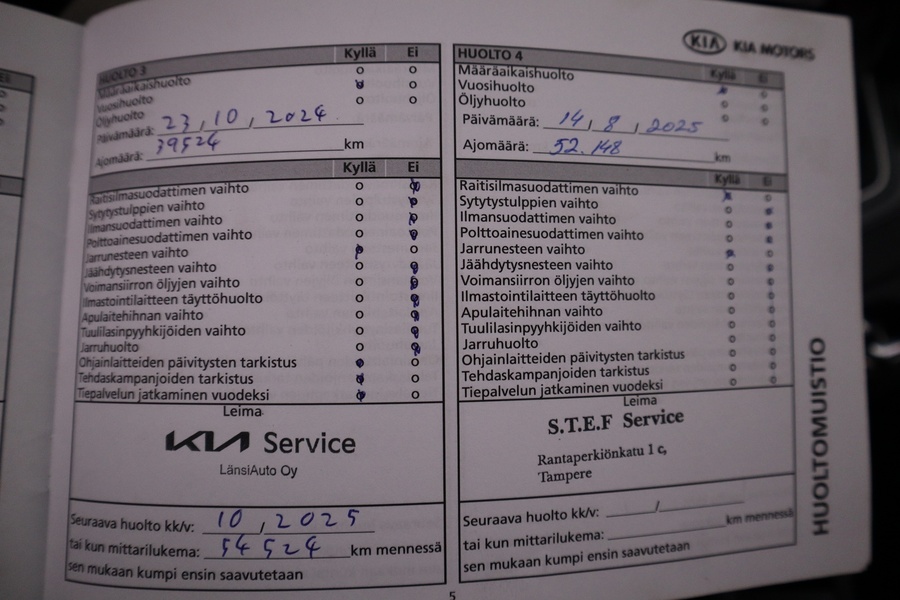 KIA KIA MOTORS
HUOLTO 3 Kyllä Ei
Määräaikaishuolto
Vuosihuolto
Öljyhuolto
Päivämäärä: 23, 10, 2024
Ajomäärä: 39524 km
Kyllä Ei
Raitisilmasuodattimen vaihto
Sytytystulppien vaihto
Ilmansuodattimen vaihto
Polttoainesuodattimen vaihto
Jarrunesteen vaihto
Jäähdytysnesteen vaihto
Voimansiirron öljyjen vaihto
Ilmastointilaitteen täyttöhuolto
Apulaitehihnan vaihto
Tuulilasinpyyhkijöiden vaihto
Jarruhuolto
Ohjainlaitteiden päivitysten tarkistus
Tehdaskampanjoiden tarkistus
Tiepalvelun jatkaminen vuodeksi
Leima
KIA Service
LänsiAuto Oy
Seuraava huolto kk/v: 10, 2025
tai kun mittarilukema: 54524 km mennessä
sen mukaan kumpi ensin saavutetaan
HUOLTO 4 Kyllä Ei
Määräaikaishuolto
Vuosihuolto
Öljyhuolto
Päivämäärä: 14, 8, 2025
Ajomäärä: 52.148 km
Kyllä Ei
Raitisilmasuodattimen vaihto
Sytytystulppien vaihto
Ilmansuodattimen vaihto
Polttoainesuodattimen vaihto
Jarrunesteen vaihto
Jäähdytysnesteen vaihto
Voimansiirron öljyjen vaihto
Ilmastointilaitteen täyttöhuolto
Apulaitehihnan vaihto
Tuulilasinpyyhkijöiden vaihto
Jarruhuolto
Ohjainlaitteiden päivitysten tarkistus
Tehdaskampanjoiden tarkistus
Tiepalvelun jatkaminen vuodeksi
Leima
S.T.E.F Service
Rantaperkiönkatu 1 c,
Tampere
Seuraava huolto kk/v: /
tai kun mittarilukema: km mennessä
sen mukaan kumpi ensin saavutetaan
HUOLTOMUISTIO
5